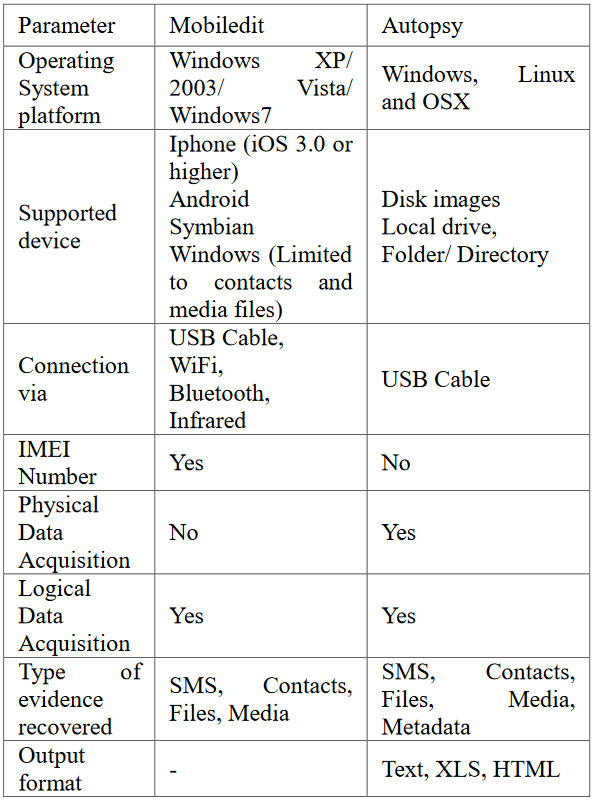 Parameter
Mobiledit
Autopsy
Operating
System
platform
Windows XP/
2003/ Vista/
Windows7
Windows, Linux
and OSX
Supported
device
Iphone (iOS 3.0 or
higher)
Android
Symbian
Windows (Limited
to contacts and
media files)
Disk images
Local drive,
Folder/ Directory
Connection
via
USB Cable,
WiFi,
Bluetooth,
Infrared
USB Cable
IMEI
Number
Yes
No
Physical
Data
Acquisition
No
Yes
Logical
Data
Acquisition
Yes
Yes
Type of
evidence
recovered
SMS, Contacts,
Files, Media
SMS, Contacts,
Files, Media,
Metadata
Output
format
-
Text, XLS, HTML